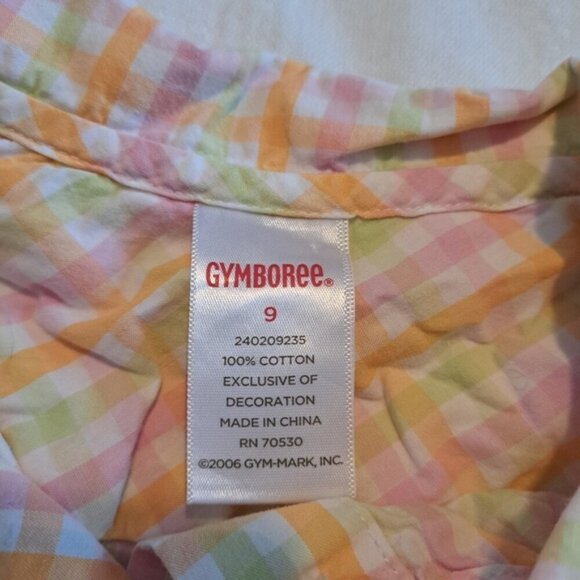 GYMBOREE®
9
240209235
100% COTTON
EXCLUSIVE OF
DECORATION
MADE IN CHINA
RN 70530
©2006 GYM-MARK, INC.